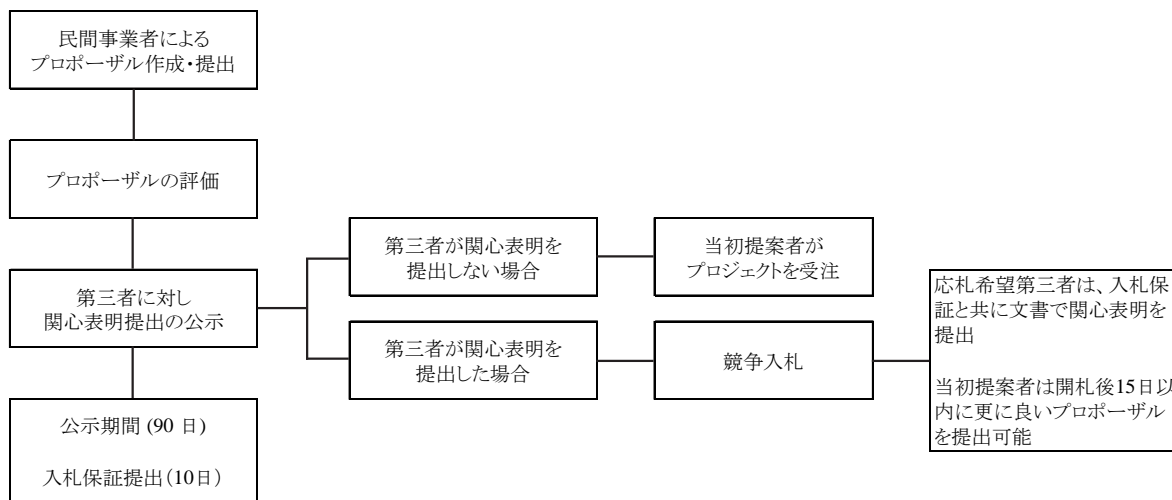 民間事業者による
プロポーザル作成・提出
プロポーザルの評価
第三者に対し
関心表明提出の公示
公示期間 (90 日)
入札保証提出(10日)
第三者が関心表明を
提出しない場合
当初提案者が
プロジェクトを受注
第三者が関心表明を
提出した場合
競争入札
応札希望第三者は、入札保
証と共に文書で関心表明を
提出
当初提案者は開札後15日以
内に更に良いプロポーザル
を提出可能